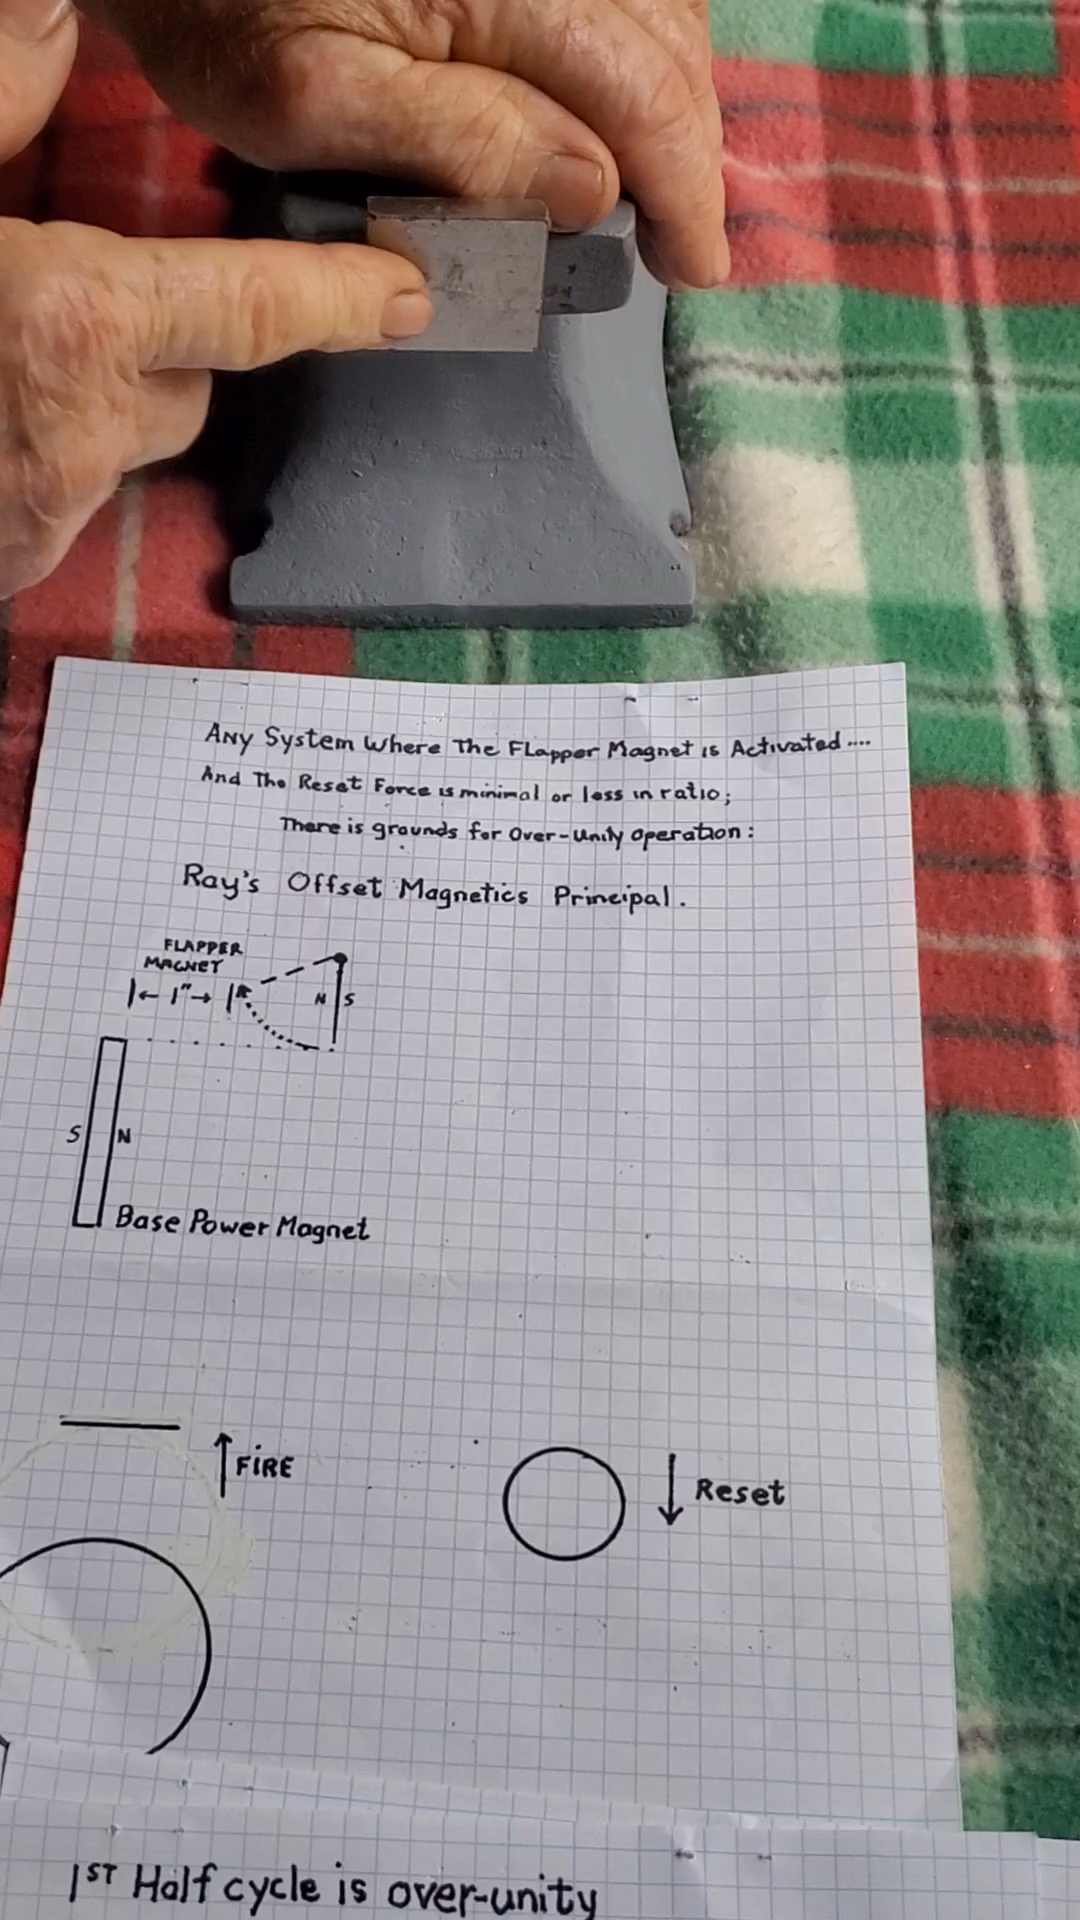 Any System Where The Flapper Magnet is Activated....
And The Reset Force is minimal or less in ratio;
There is grounds for Over-Unity operation:
Ray's Offset Magnetics Principal.
FLAPPER
MAGNET
1"
N S
S N
Base Power Magnet
FIRE
Reset
1ST Half cycle is over-unity